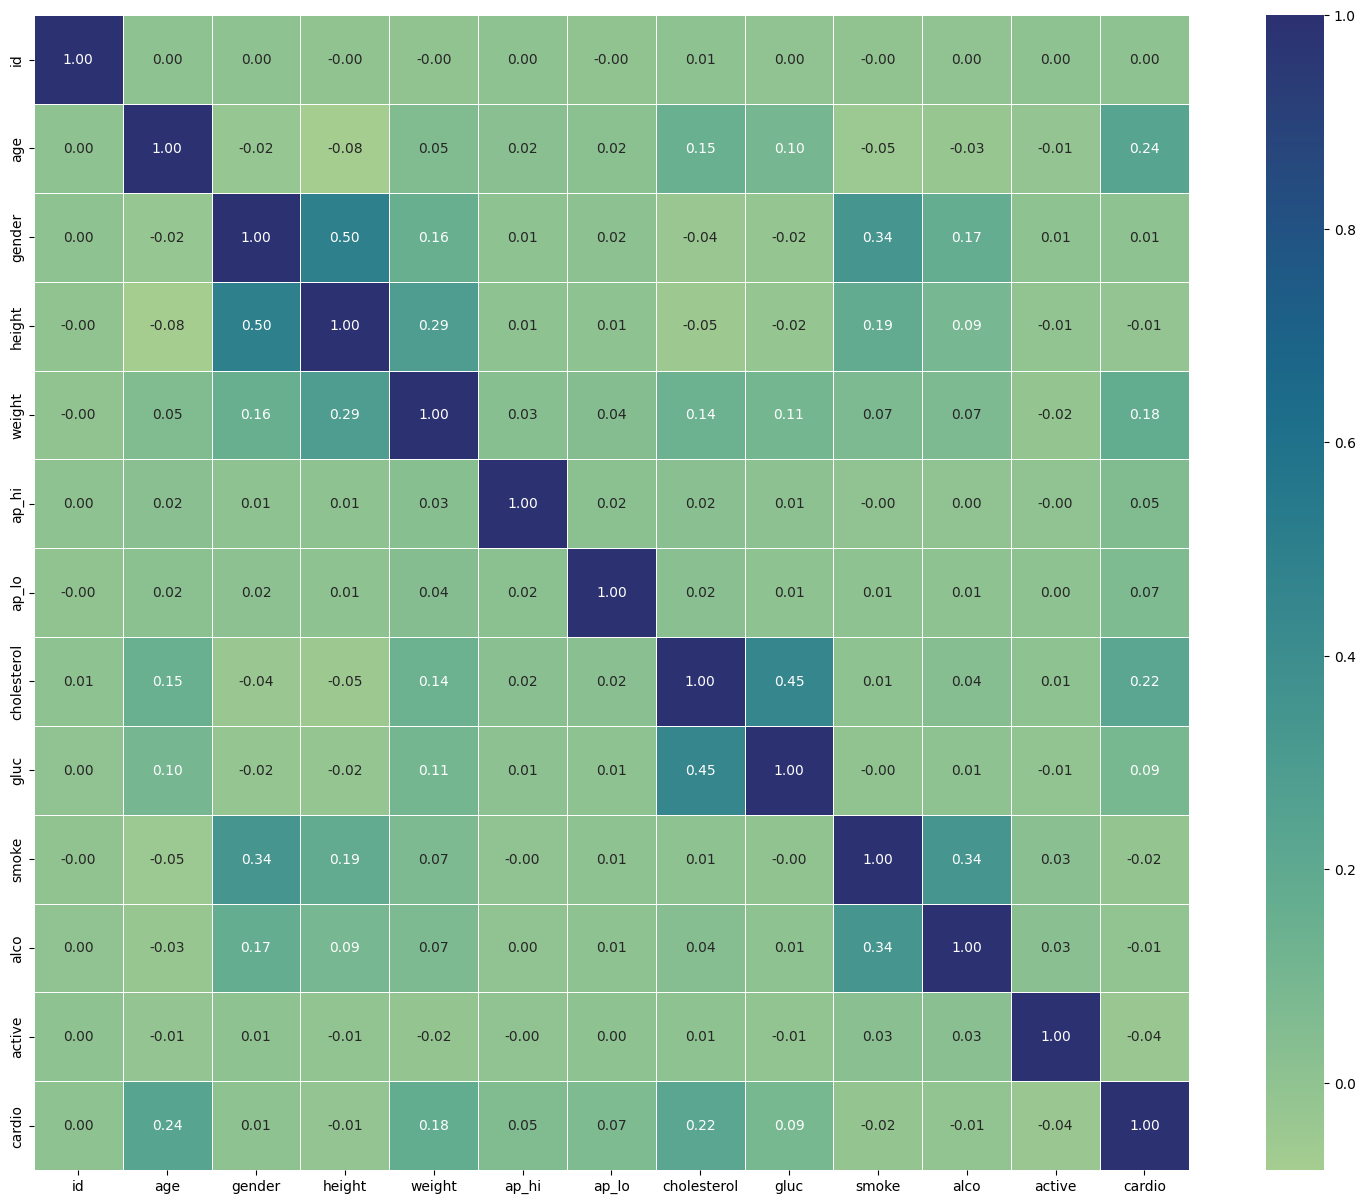 id 1.00 0.00 0.00 -0.00 -0.00 0.00 -0.00 0.01 0.00 -0.00 0.00 0.00 0.00
age 0.00 1.00 -0.02 -0.08 0.05 0.02 0.02 0.15 0.10 -0.05 -0.03 -0.01 0.24
gender 0.00 -0.02 1.00 0.50 0.16 0.01 0.02 -0.04 -0.02 0.34 0.17 0.01 0.01
height -0.00 -0.08 0.50 1.00 0.29 0.01 0.01 -0.05 -0.02 0.19 0.09 -0.01 -0.01
weight -0.00 0.05 0.16 0.29 1.00 0.03 0.04 0.14 0.11 0.07 0.07 -0.02 0.18
ap_hi 0.00 0.02 0.01 0.01 0.03 1.00 0.02 0.02 0.01 -0.00 0.00 -0.00 0.05
ap_lo -0.00 0.02 0.02 0.01 0.04 0.02 1.00 0.02 0.01 0.01 0.01 0.00 0.07
cholesterol 0.01 0.15 -0.04 -0.05 0.14 0.02 0.02 1.00 0.45 0.01 0.04 0.01 0.22
gluc 0.00 0.10 -0.02 -0.02 0.11 0.01 0.01 0.45 1.00 -0.00 0.01 -0.01 0.09
smoke -0.00 -0.05 0.34 0.19 0.07 -0.00 0.01 0.01 -0.00 1.00 0.34 0.03 -0.02
alco 0.00 -0.03 0.17 0.09 0.07 0.00 0.01 0.04 0.01 0.34 1.00 0.03 -0.01
active 0.00 -0.01 0.01 -0.01 -0.02 -0.00 0.00 0.01 -0.01 0.03 0.03 1.00 -0.04
cardio 0.00 0.24 0.01 -0.01 0.18 0.05 0.07 0.22 0.09 -0.02 -0.01 -0.04 1.00
id age gender height weight ap_hi ap_lo cholesterol gluc smoke alco active cardio
1.0
0.8
0.6
0.4
0.2
0.0